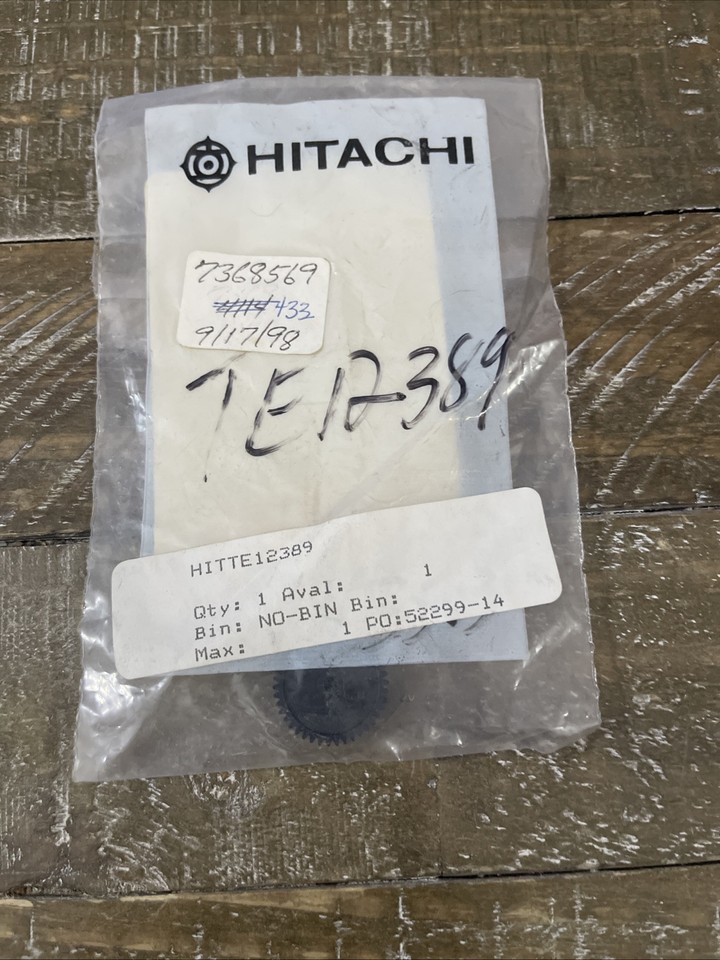 HITACHI
7368569
433
9/17/98
TE12389
HITTE12389
Qty: 1 Aval: 1
Bin: NO-BIN Bin:
Max: 1 PO:52299-14